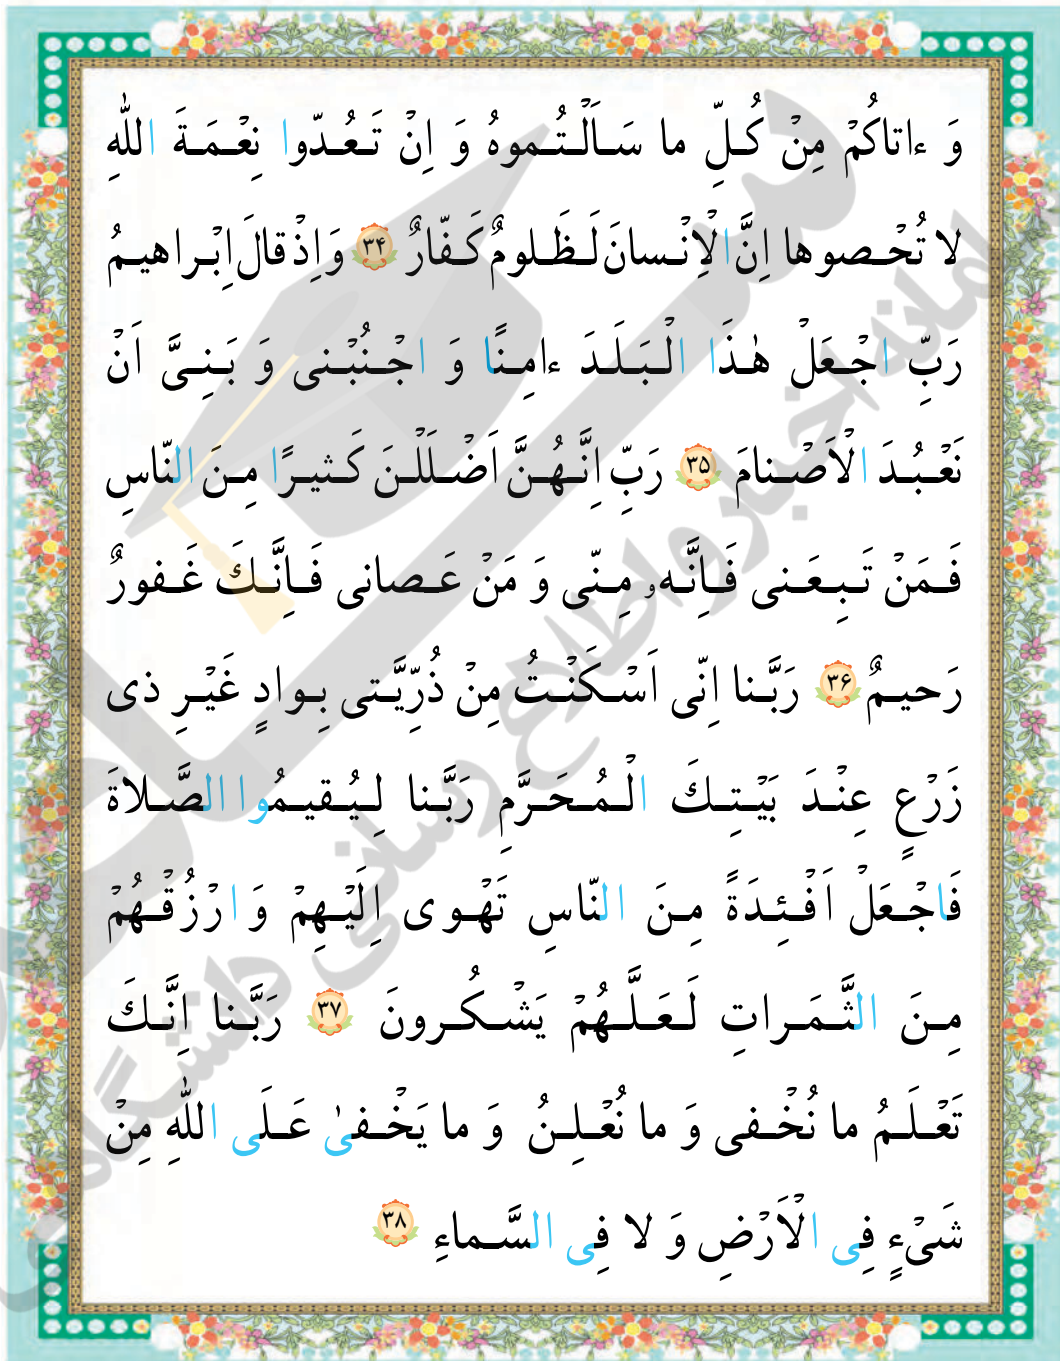 وَ ءاتاكُمْ مِنْ كُلِّ ما سَاَلْتُموهُ وَ اِنْ تَعُدّوا نِعْمَةَ اللّٰهِ
لا تُحْصوها اِنَّ الْاِنْسانَ لَظَلومٌ كَفّارٌ ۳۴ وَ اِذْ قالَ اِبْراهيمُ
رَبِّ اجْعَلْ هٰذَا الْبَلَدَ ءامِنًا وَ اجْنُبْنى وَ بَنِىَّ اَنْ
نَعْبُدَ الْاَصْنامَ ۳۵ رَبِّ اِنَّهُنَّ اَضْلَلْنَ كَثيرًا مِنَ النّاسِ
فَمَنْ تَبِعَنى فَاِنَّهۥ مِنّى وَ مَنْ عَصانى فَاِنَّكَ غَفورٌ
رَحيمٌ ۳۶ رَبَّنا اِنّى اَسْكَنْتُ مِنْ ذُرِّيَّتى بِوادٍ غَيْرِ ذى
زَرْعٍ عِنْدَ بَيْتِكَ الْمُحَرَّمِ رَبَّنا لِيُقيمُوا الصَّلاةَ
فَاجْعَلْ اَفْئِدَةً مِنَ النّاسِ تَهْوى اِلَيْهِمْ وَ ارْزُقْهُمْ
مِنَ الثَّمَراتِ لَعَلَّهُمْ يَشْكُرونَ ۳۷ رَبَّنا اِنَّكَ
تَعْلَمُ ما نُخْفى وَ ما نُعْلِنُ وَ ما يَخْفىٰ عَلَى اللّٰهِ مِنْ
شَىْءٍ فِى الْاَرْضِ وَ لا فِى السَّماءِ ۳۸